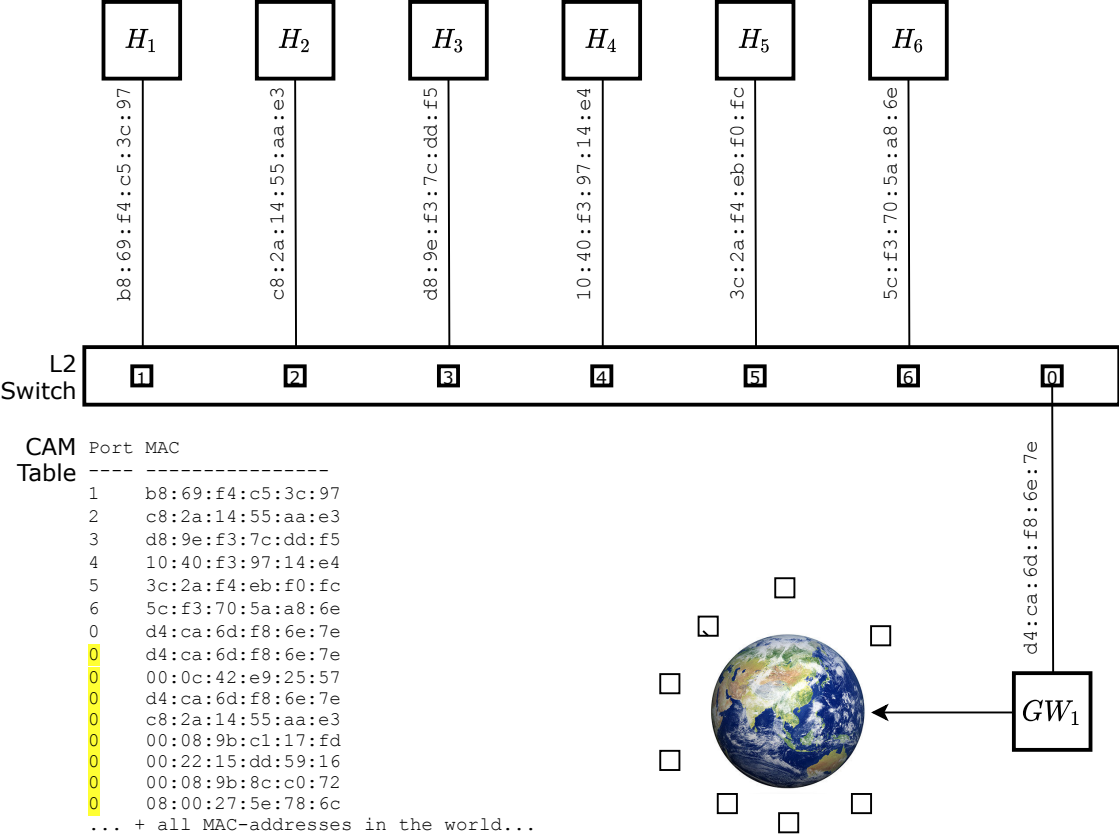 H1
H2
H3
H4
H5
H6
b8:69:f4:c5:3c:97
c8:2a:14:55:aa:e3
d8:9e:f3:7c:dd:f5
10:40:f3:97:14:e4
3c:2a:f4:eb:f0:fc
5c:f3:70:5a:a8:6e
L2
Switch
1 2 3 4 5 6 0
CAM
Table
Port MAC
---- ----------------
1 b8:69:f4:c5:3c:97
2 c8:2a:14:55:aa:e3
3 d8:9e:f3:7c:dd:f5
4 10:40:f3:97:14:e4
5 3c:2a:f4:eb:f0:fc
6 5c:f3:70:5a:a8:6e
0 d4:ca:6d:f8:6e:7e
0 d4:ca:6d:f8:6e:7e
0 00:0c:42:e9:25:57
0 d4:ca:6d:f8:6e:7e
0 c8:2a:14:55:aa:e3
0 00:08:9b:c1:17:fd
0 00:22:15:dd:59:16
0 00:08:9b:8c:c0:72
0 08:00:27:5e:78:6c
... + all MAC-addresses in the world...
d4:ca:6d:f8:6e:7e
GW1